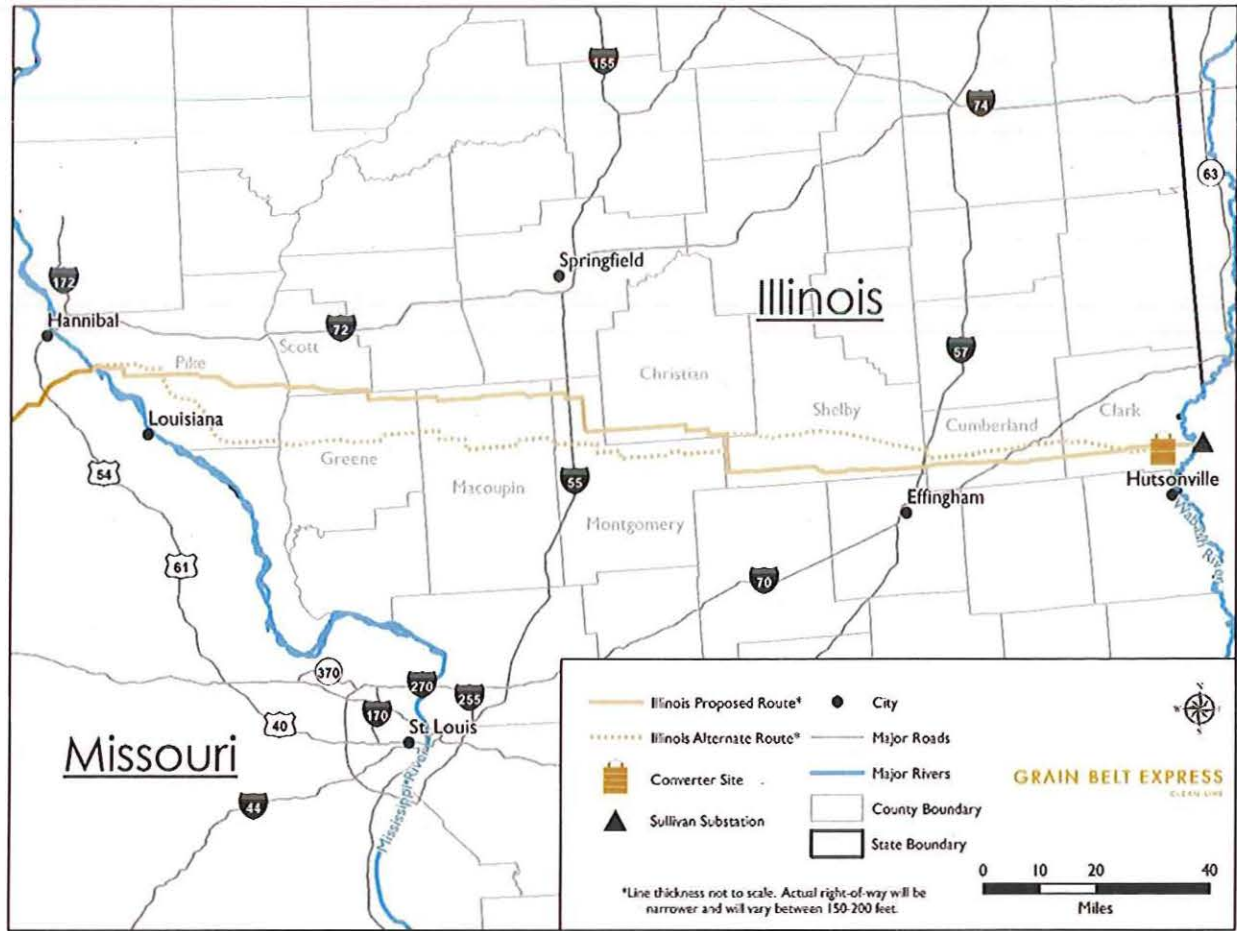 155
74
63
Springfield
Illinois
172
Hannibal
72
Scott
Pike
57
Christian
Louisiana
Shelby
Cumberland
Clark
54
Greene
Macoupin
55
Hutsonville
Effingham
Montgomery
Wabash River
61
70
370
270
255
170
40
St. Louis
Missouri
44
Mississippi River
Illinois Proposed Route*
City
N
W
S
Illinois Alternate Route*
Major Roads
Converter Site
Major Rivers
GRAIN BELT EXPRESS
CLEAN LINE
County Boundary
Sullivan Substation
State Boundary
0 10 20 40
Miles
*Line thickness not to scale. Actual right-of-way will be
narrower and will vary between 150-200 feet.